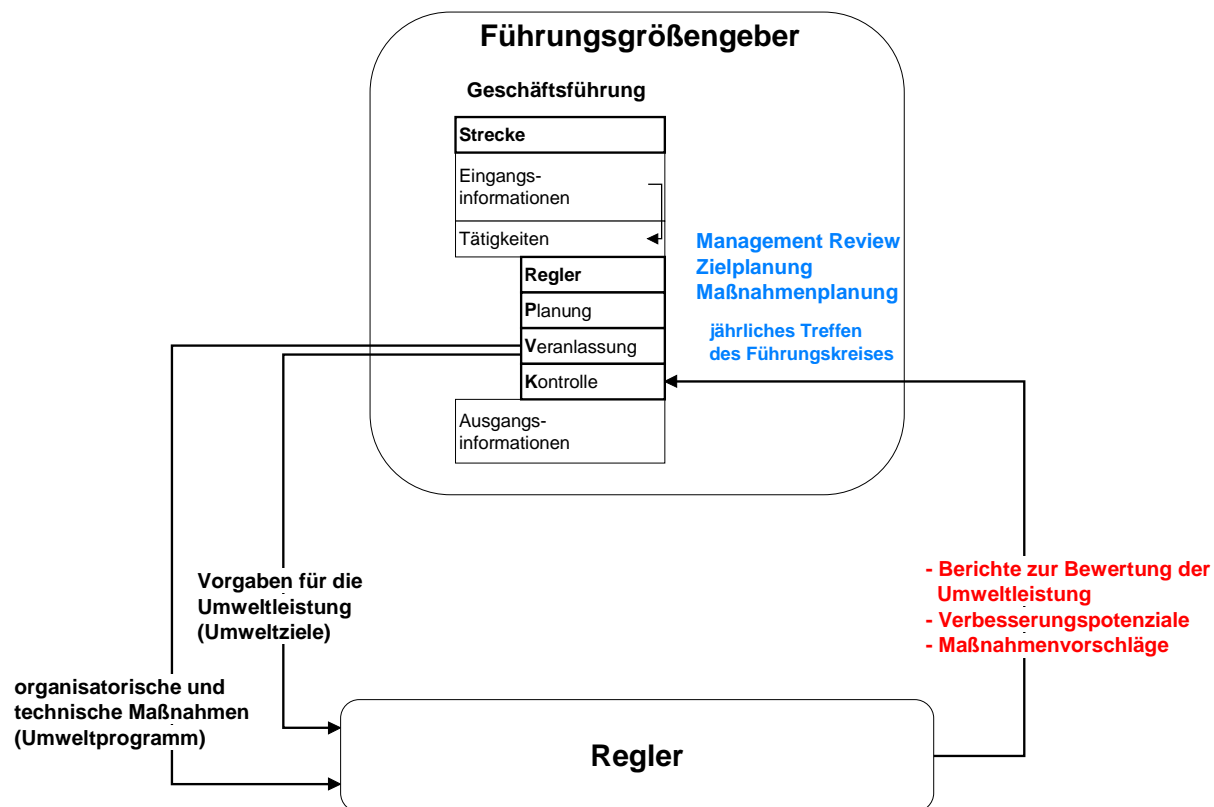 Führungsgrößengeber
Geschäftsführung
Strecke
Eingangs-
informationen
Tätigkeiten
Regler
Planung
Veranlassung
Kontrolle
Ausgangs-
informationen
Management Review
Zielplanung
Maßnahmenplanung
jährliches Treffen
des Führungskreises
Vorgaben für die
Umweltleistung
(Umweltziele)
organisatorische und
technische Maßnahmen
(Umweltprogramm)
- Berichte zur Bewertung der
Umweltleistung
- Verbesserungspotenziale
- Maßnahmenvorschläge
Regler